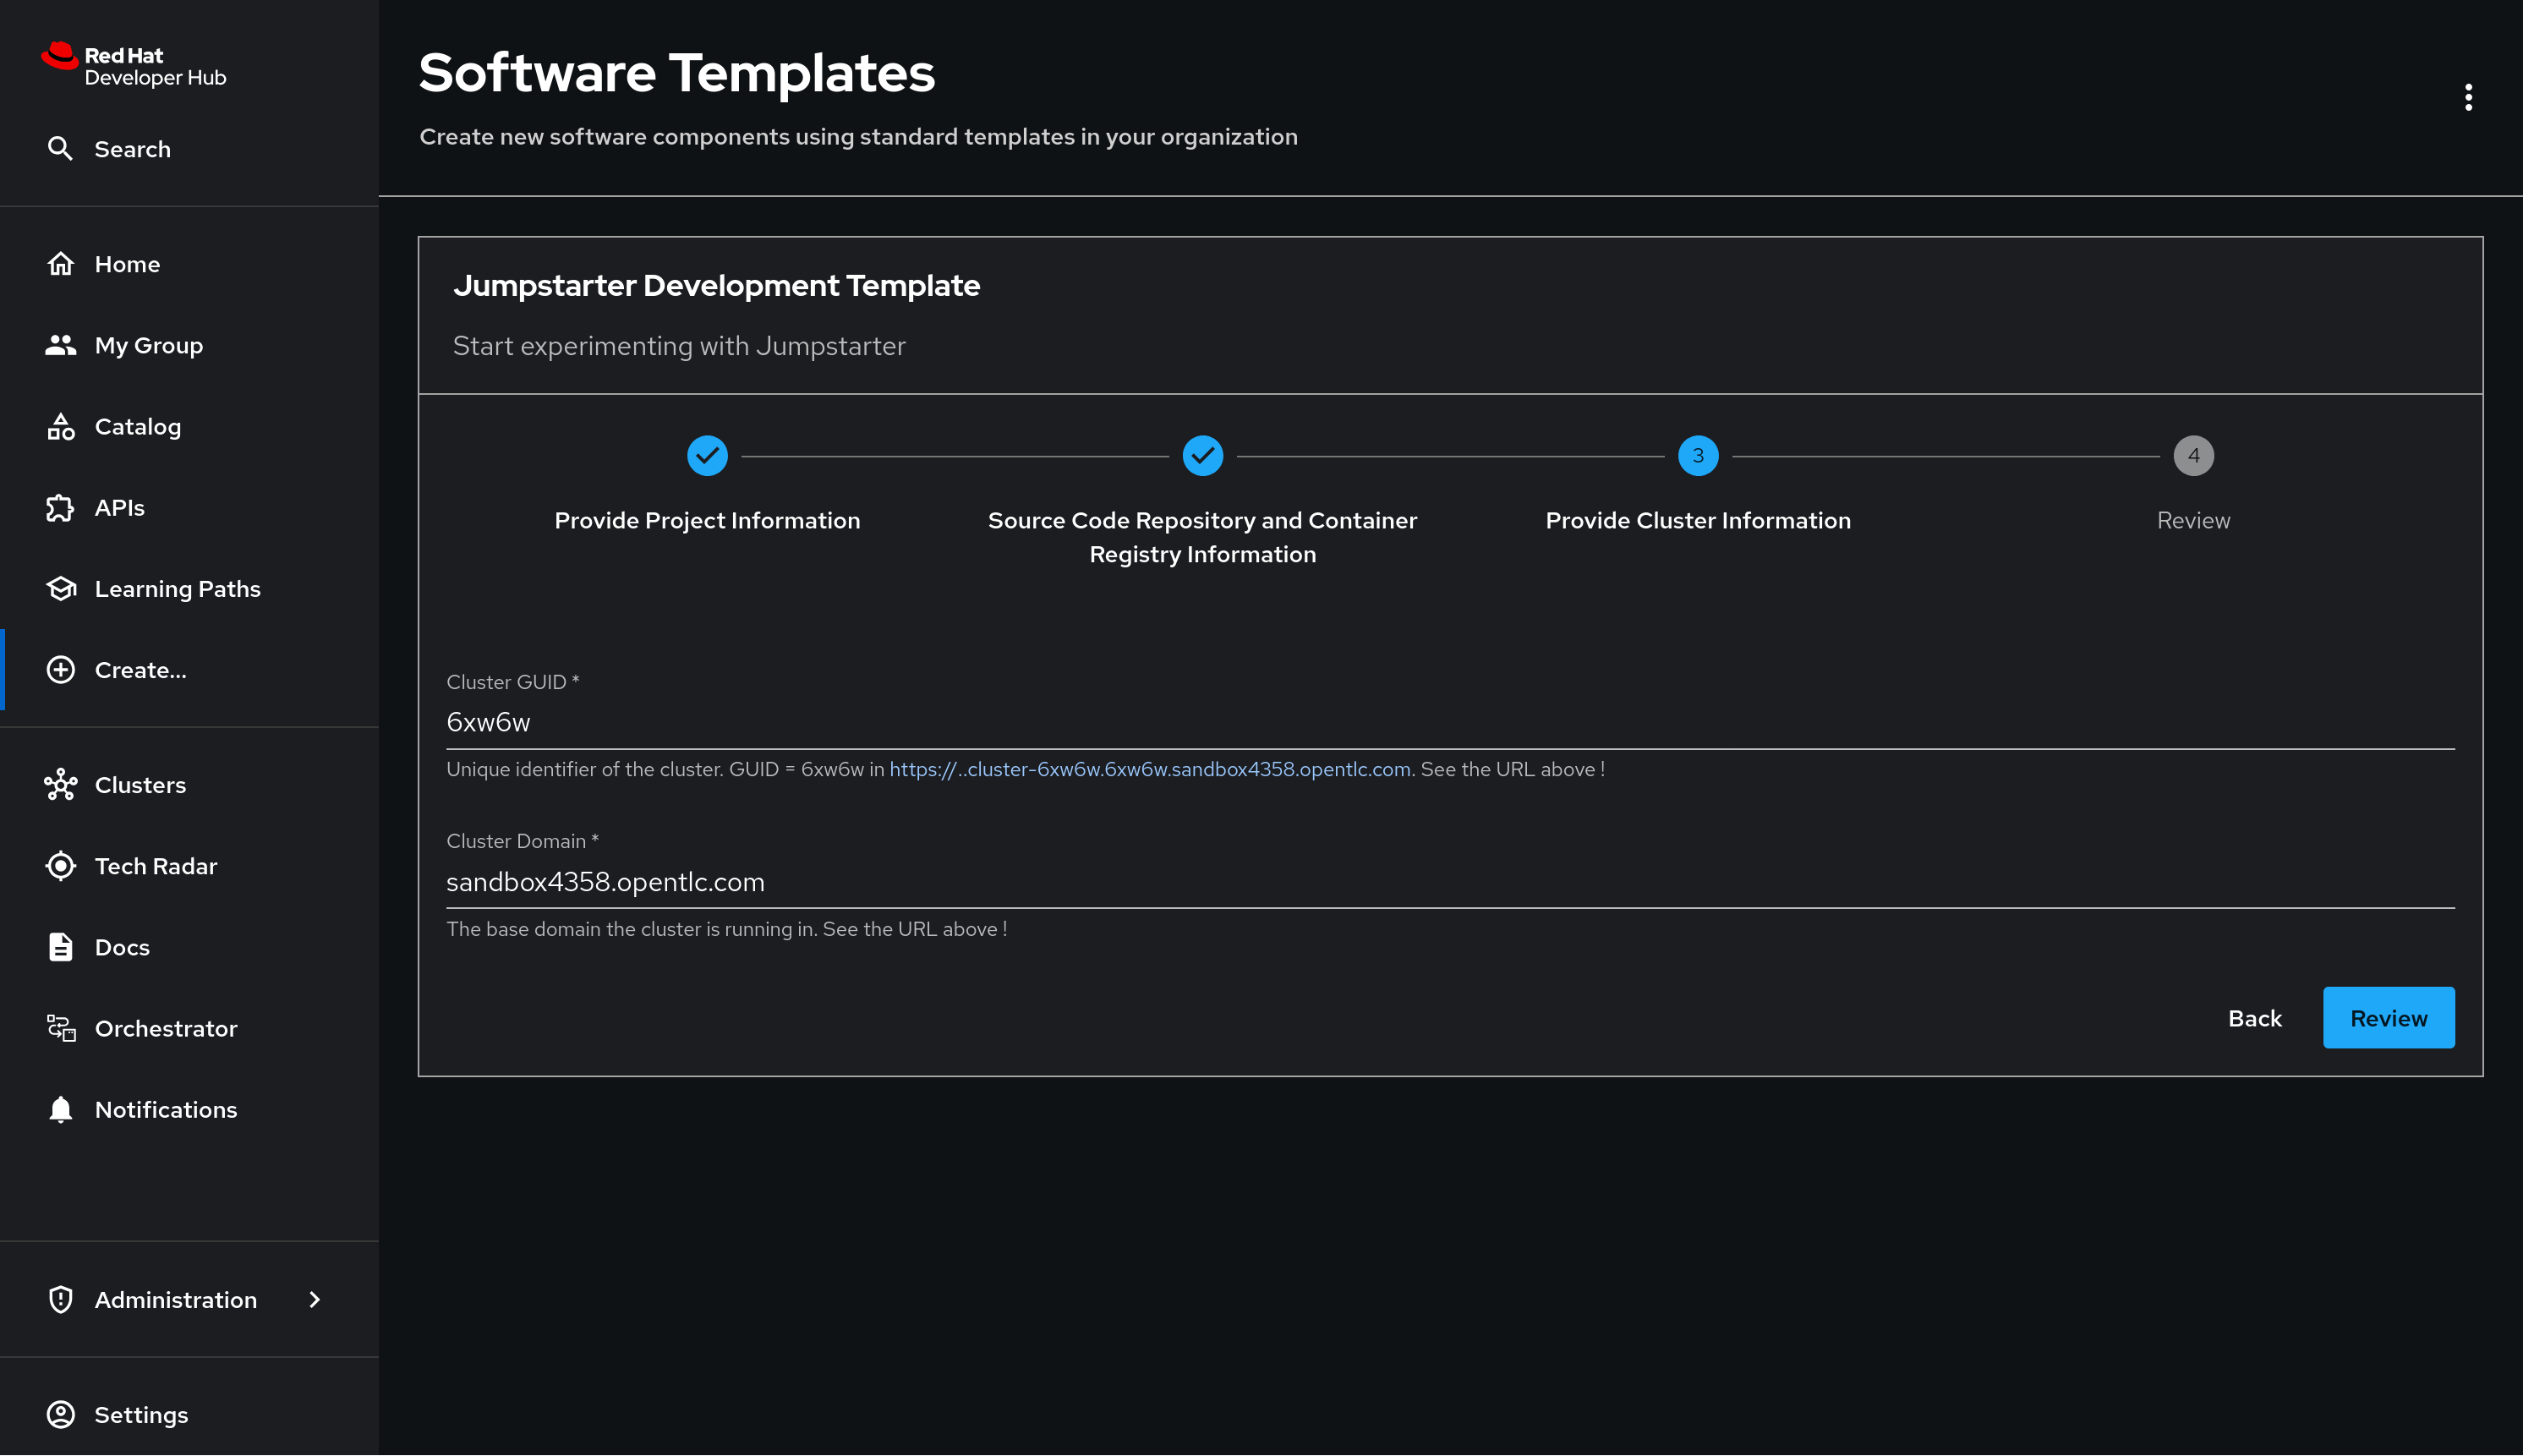 Red Hat
Developer Hub
Search
Home
My Group
Catalog
APIs
Learning Paths
Create...
Clusters
Tech Radar
Docs
Orchestrator
Notifications
Administration
Settings
Software Templates
Create new software components using standard templates in your organization
Jumpstarter Development Template
Start experimenting with Jumpstarter
3
4
Provide Project Information
Source Code Repository and Container
Registry Information
Provide Cluster Information
Review
Cluster GUID *
6xw6w
Unique identifier of the cluster. GUID = 6xw6w in https://..cluster-6xw6w.6xw6w.sandbox4358.opentlc.com. See the URL above !
Cluster Domain *
sandbox4358.opentlc.com
The base domain the cluster is running in. See the URL above !
Back
Review